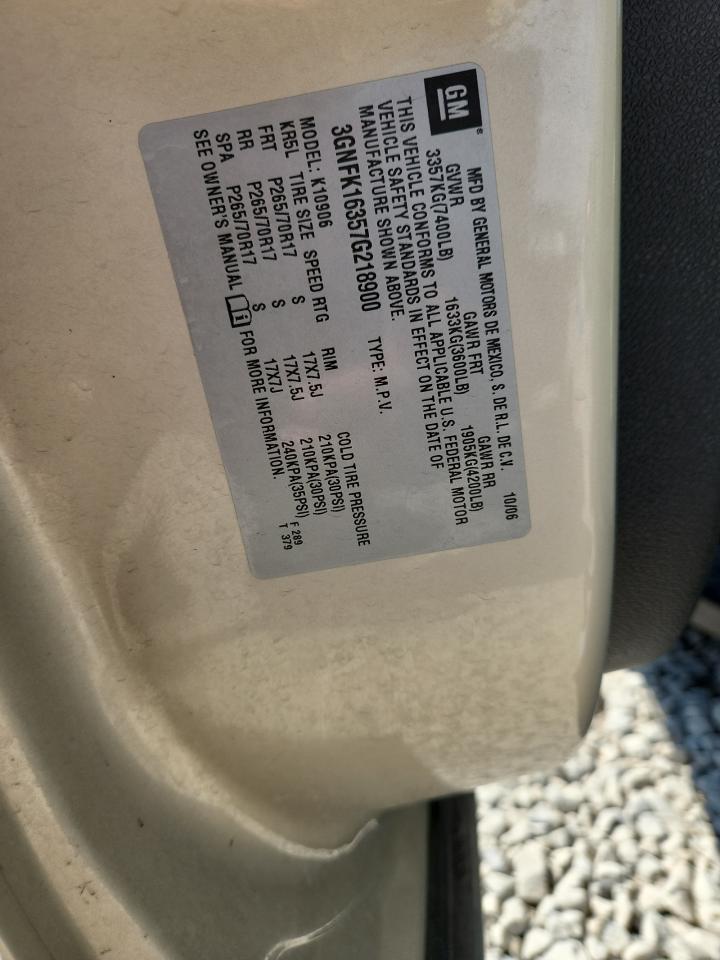 GM®
MFD BY GENERAL MOTORS DE MEXICO, S. DE R.L. DE C.V. 10/06
GVWR GAWR FRT GAWR RR
3357KG(7400LB) 1633KG(3600LB) 1905KG(4200LB)
THIS VEHICLE CONFORMS TO ALL APPLICABLE U.S. FEDERAL MOTOR
VEHICLE SAFETY STANDARDS IN EFFECT ON THE DATE OF
MANUFACTURE SHOWN ABOVE.
3GNFK16357G218900 TYPE: M.P.V.
MODEL: K10906
KR5L TIRE SIZE SPEED RTG RIM COLD TIRE PRESSURE
FRT P265/70R17 S 17X7.5J 210KPA(30PSI)
RR P265/70R17 S 17X7.5J 210KPA(30PSI)
SPA P265/70R17 S 17X7J 240KPA(35PSI) F 289
SEE OWNER'S MANUAL i FOR MORE INFORMATION. T 379